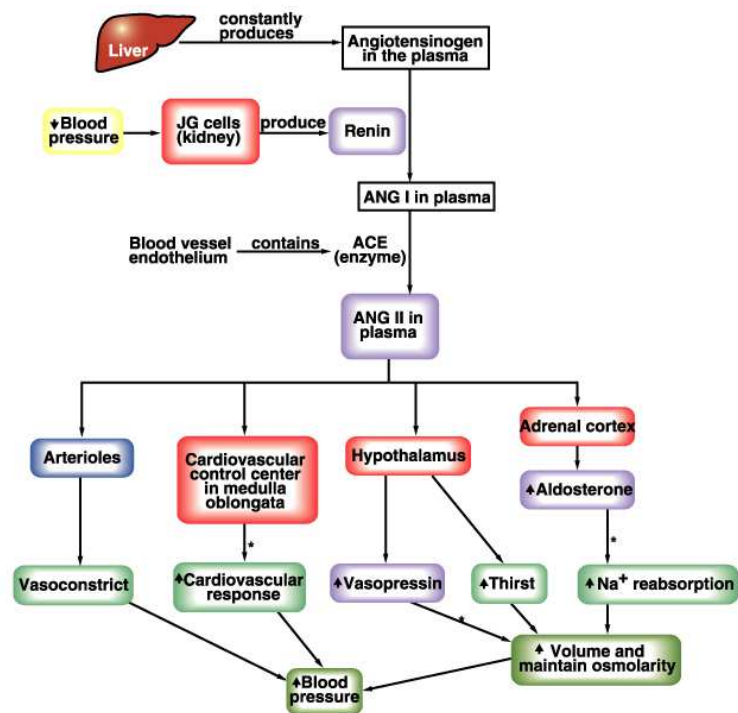 constantly
produces
Liver
Angiotensinogen
in the plasma
↓Blood
pressure
JG cells
(kidney)
produce
Renin
ANG I in plasma
Blood vessel
endothelium
contains
ACE
(enzyme)
ANG II in
plasma
Arterioles
Cardiovascular
control center
in medulla
oblongata
Hypothalamus
Adrenal cortex
↑Aldosterone
*
*
Vasoconstrict
↑Cardiovascular
response
↑Vasopressin
↑Thirst
↑Na⁺ reabsorption
*
↑Volume and
maintain osmolarity
↑Blood
pressure